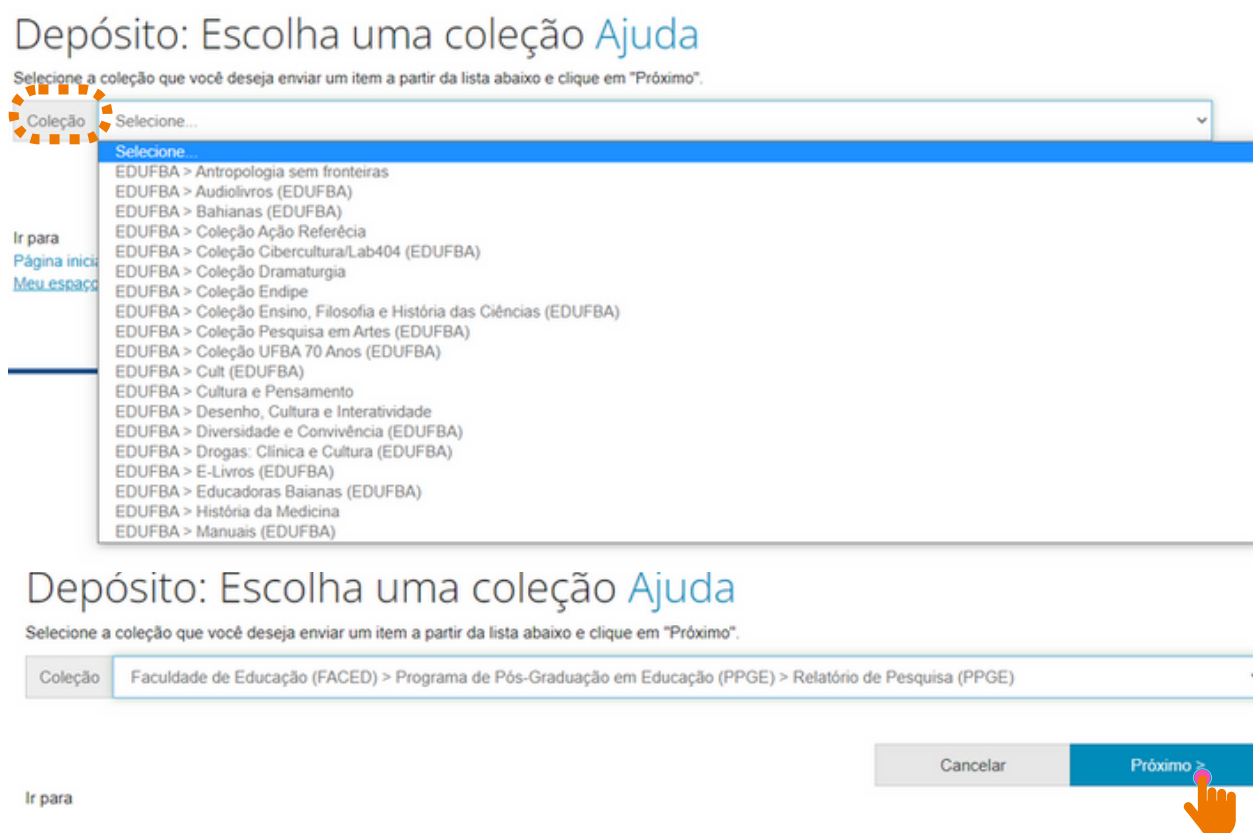 Depósito: Escolha uma coleção Ajuda
Selecione a coleção que você deseja enviar um item a partir da lista abaixo e clique em "Próximo".
Coleção Selecione...
Selecione...
EDUFBA > Antropologia sem fronteiras
EDUFBA > Audiolivros (EDUFBA)
EDUFBA > Bahianas (EDUFBA)
EDUFBA > Coleção Ação Referêcia
EDUFBA > Coleção Cibercultura/Lab404 (EDUFBA)
EDUFBA > Coleção Dramaturgia
EDUFBA > Coleção Endipe
EDUFBA > Coleção Ensino, Filosofia e História das Ciências (EDUFBA)
EDUFBA > Coleção Pesquisa em Artes (EDUFBA)
EDUFBA > Coleção UFBA 70 Anos (EDUFBA)
EDUFBA > Cult (EDUFBA)
EDUFBA > Cultura e Pensamento
EDUFBA > Desenho, Cultura e Interatividade
EDUFBA > Diversidade e Convivência (EDUFBA)
EDUFBA > Drogas: Clínica e Cultura (EDUFBA)
EDUFBA > E-Livros (EDUFBA)
EDUFBA > Educadoras Baianas (EDUFBA)
EDUFBA > História da Medicina
EDUFBA > Manuais (EDUFBA)
Ir para
Página inicia
Meu espaço
Depósito: Escolha uma coleção Ajuda
Selecione a coleção que você deseja enviar um item a partir da lista abaixo e clique em "Próximo".
Coleção Faculdade de Educação (FACED) > Programa de Pós-Graduação em Educação (PPGE) > Relatório de Pesquisa (PPGE)
Cancelar Próximo >
Ir para